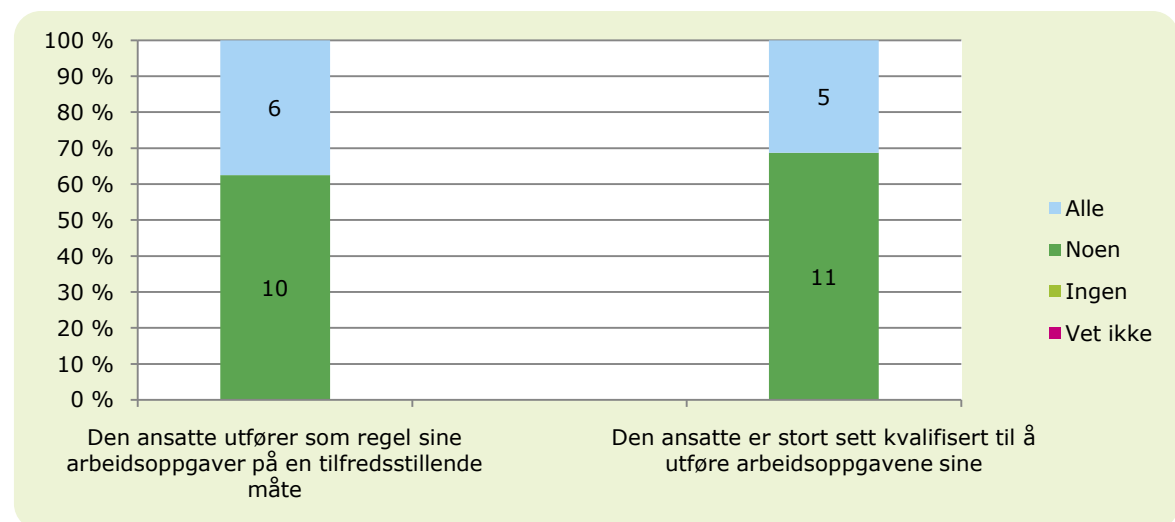 100 %
90 %
80 %
70 %
60 %
50 %
40 %
30 %
20 %
10 %
0 %
6
10
5
11
Den ansatte utfører som regel sine
arbeidsoppgaver på en tilfredsstillende
måte
Den ansatte er stort sett kvalifisert til å
utføre arbeidsoppgavene sine
Alle
Noen
Ingen
Vet ikke